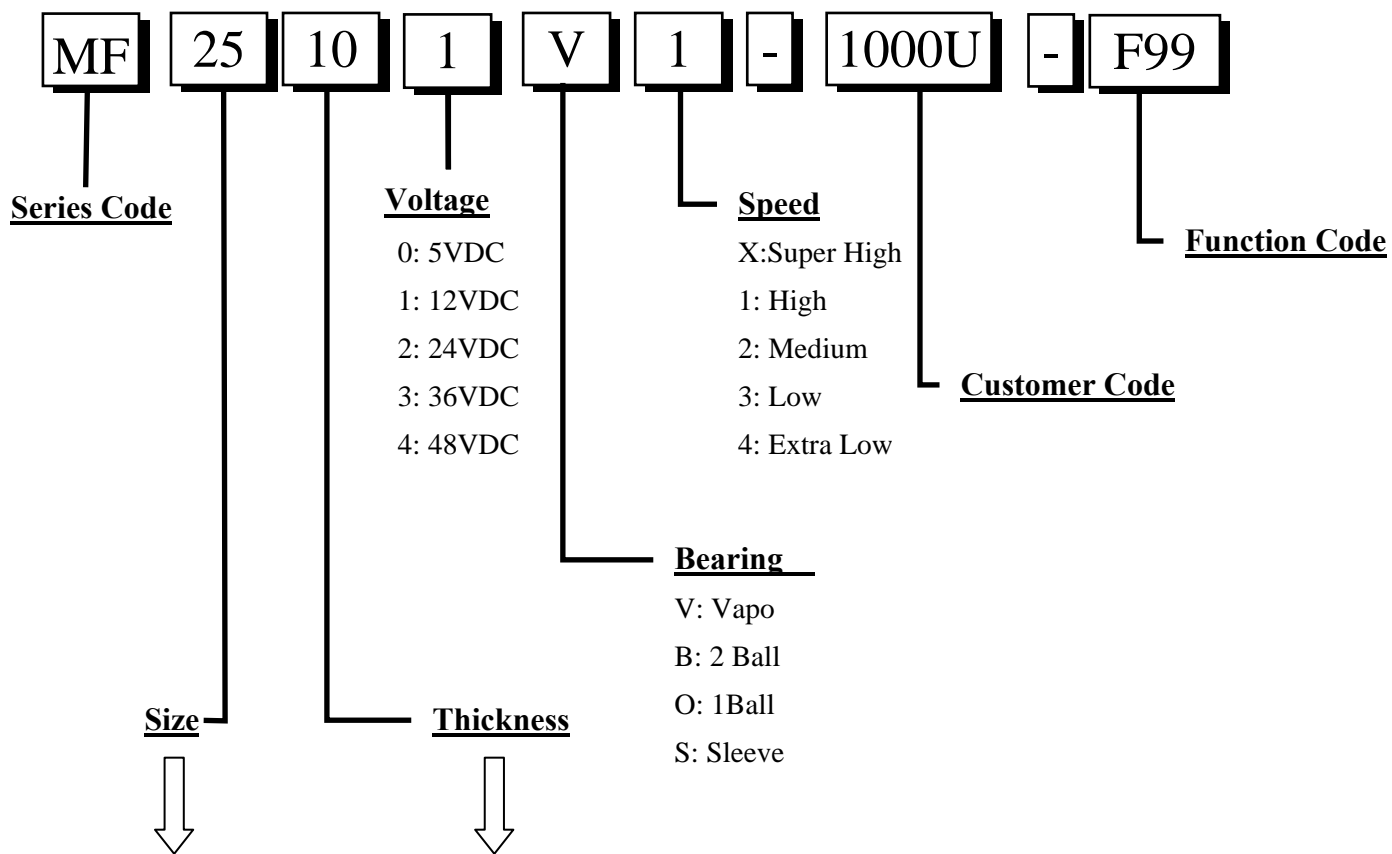 MF 25 10 1 V 1 - 1000U - F99
Series Code
Voltage
0: 5VDC
1: 12VDC
2: 24VDC
3: 36VDC
4: 48VDC
Speed
X:Super High
1: High
2: Medium
3: Low
4: Extra Low
Function Code
Customer Code
Bearing
V: Vapo
B: 2 Ball
O: 1Ball
S: Sleeve
Size
Thickness